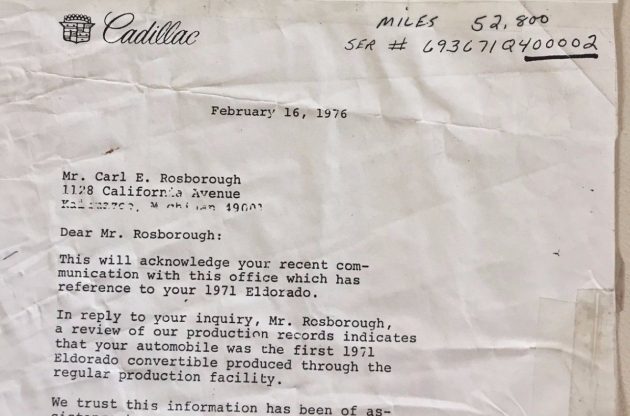 Cadillac
MILES 52,800
SER # 693671Q400002
February 16, 1976
Mr. Carl E. Rosborough
1128 California Avenue
Kalamazoo, Michigan 49001
Dear Mr. Rosborough:
This will acknowledge your recent com-
munication with this office which has
reference to your 1971 Eldorado.
In reply to your inquiry, Mr. Rosborough,
a review of our production records indicates
that your automobile was the first 1971
Eldorado convertible produced through the
regular production facility.
We trust this information has been of as-